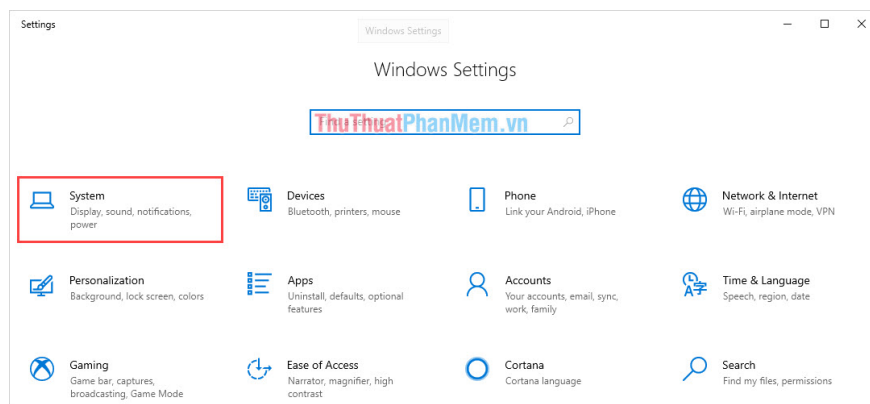 Settings
Windows Settings
Windows Settings
Find a setting
ThuThuatPhanMem.vn
System
Display, sound, notifications,
power
Devices
Bluetooth, printers, mouse
Phone
Link your Android, iPhone
Network & Internet
Wi-Fi, airplane mode, VPN
Personalization
Background, lock screen, colors
Apps
Uninstall, defaults, optional
features
Accounts
Your accounts, email, sync,
work, family
Time & Language
Speech, region, date
Gaming
Game bar, captures,
broadcasting, Game Mode
Ease of Access
Narrator, magnifier, high
contrast
Cortana
Cortana language
Search
Find my files, permissions